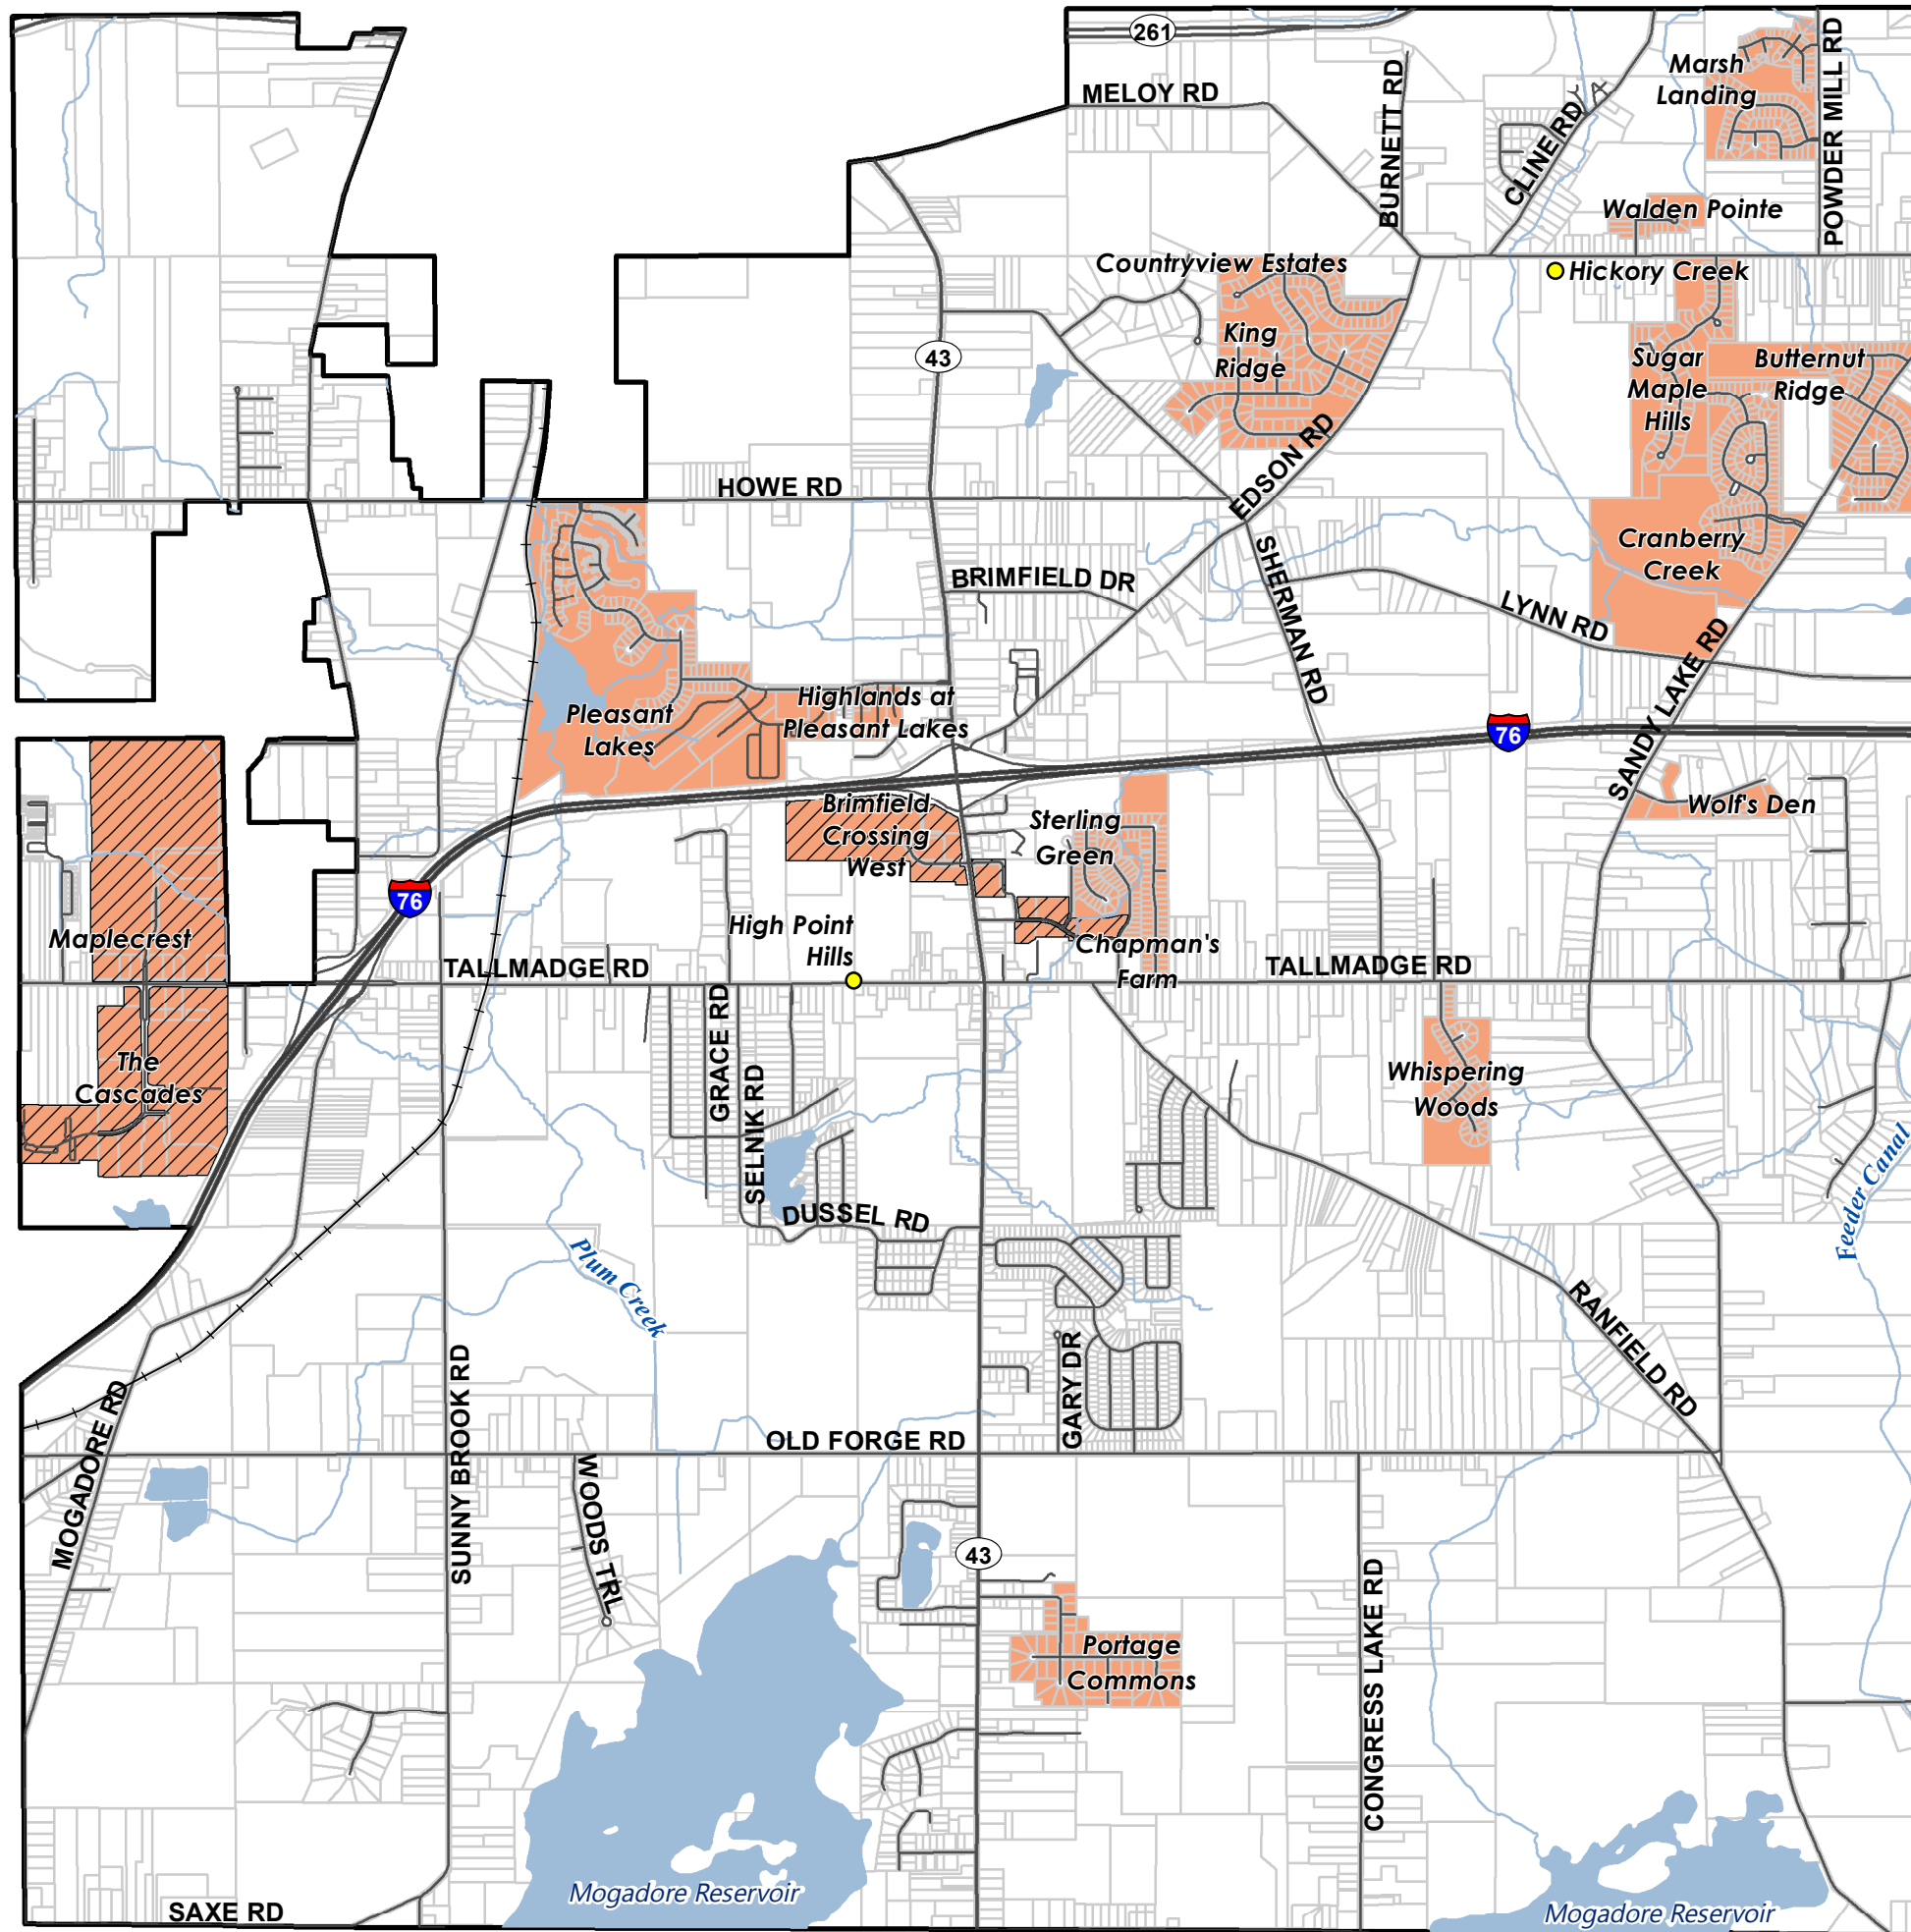 261
MELOY RD
BURNETT RD
CLINE RD
Marsh
Landing
POWDER MILL RD
Walden Pointe
Countryview Estates
Hickory Creek
43
King
Ridge
Sugar
Maple
Hills
Butternut
Ridge
HOWE RD
EDSON RD
Cranberry
Creek
BRIMFIELD DR
SHERMAN RD
LYNN RD
SANDY LAKE RD
Pleasant
Lakes
Highlands at
Pleasant Lakes
76
Brimfield
Crossing
West
Sterling
Green
Wolf's Den
76
Maplecrest
High Point
Hills
Chapman's
Farm
TALLMADGE RD
TALLMADGE RD
GRACE RD
SELNIK RD
The
Cascades
Whispering
Woods
Feeder Canal
DUSSEL RD
Plum Creek
RANFIELD RD
GARY DR
MOGADORE RD
SUNNY BROOK RD
OLD FORGE RD
WOODS TRL
43
CONGRESS LAKE RD
Portage
Commons
Mogadore Reservoir
SAXE RD
Mogadore Reservoir